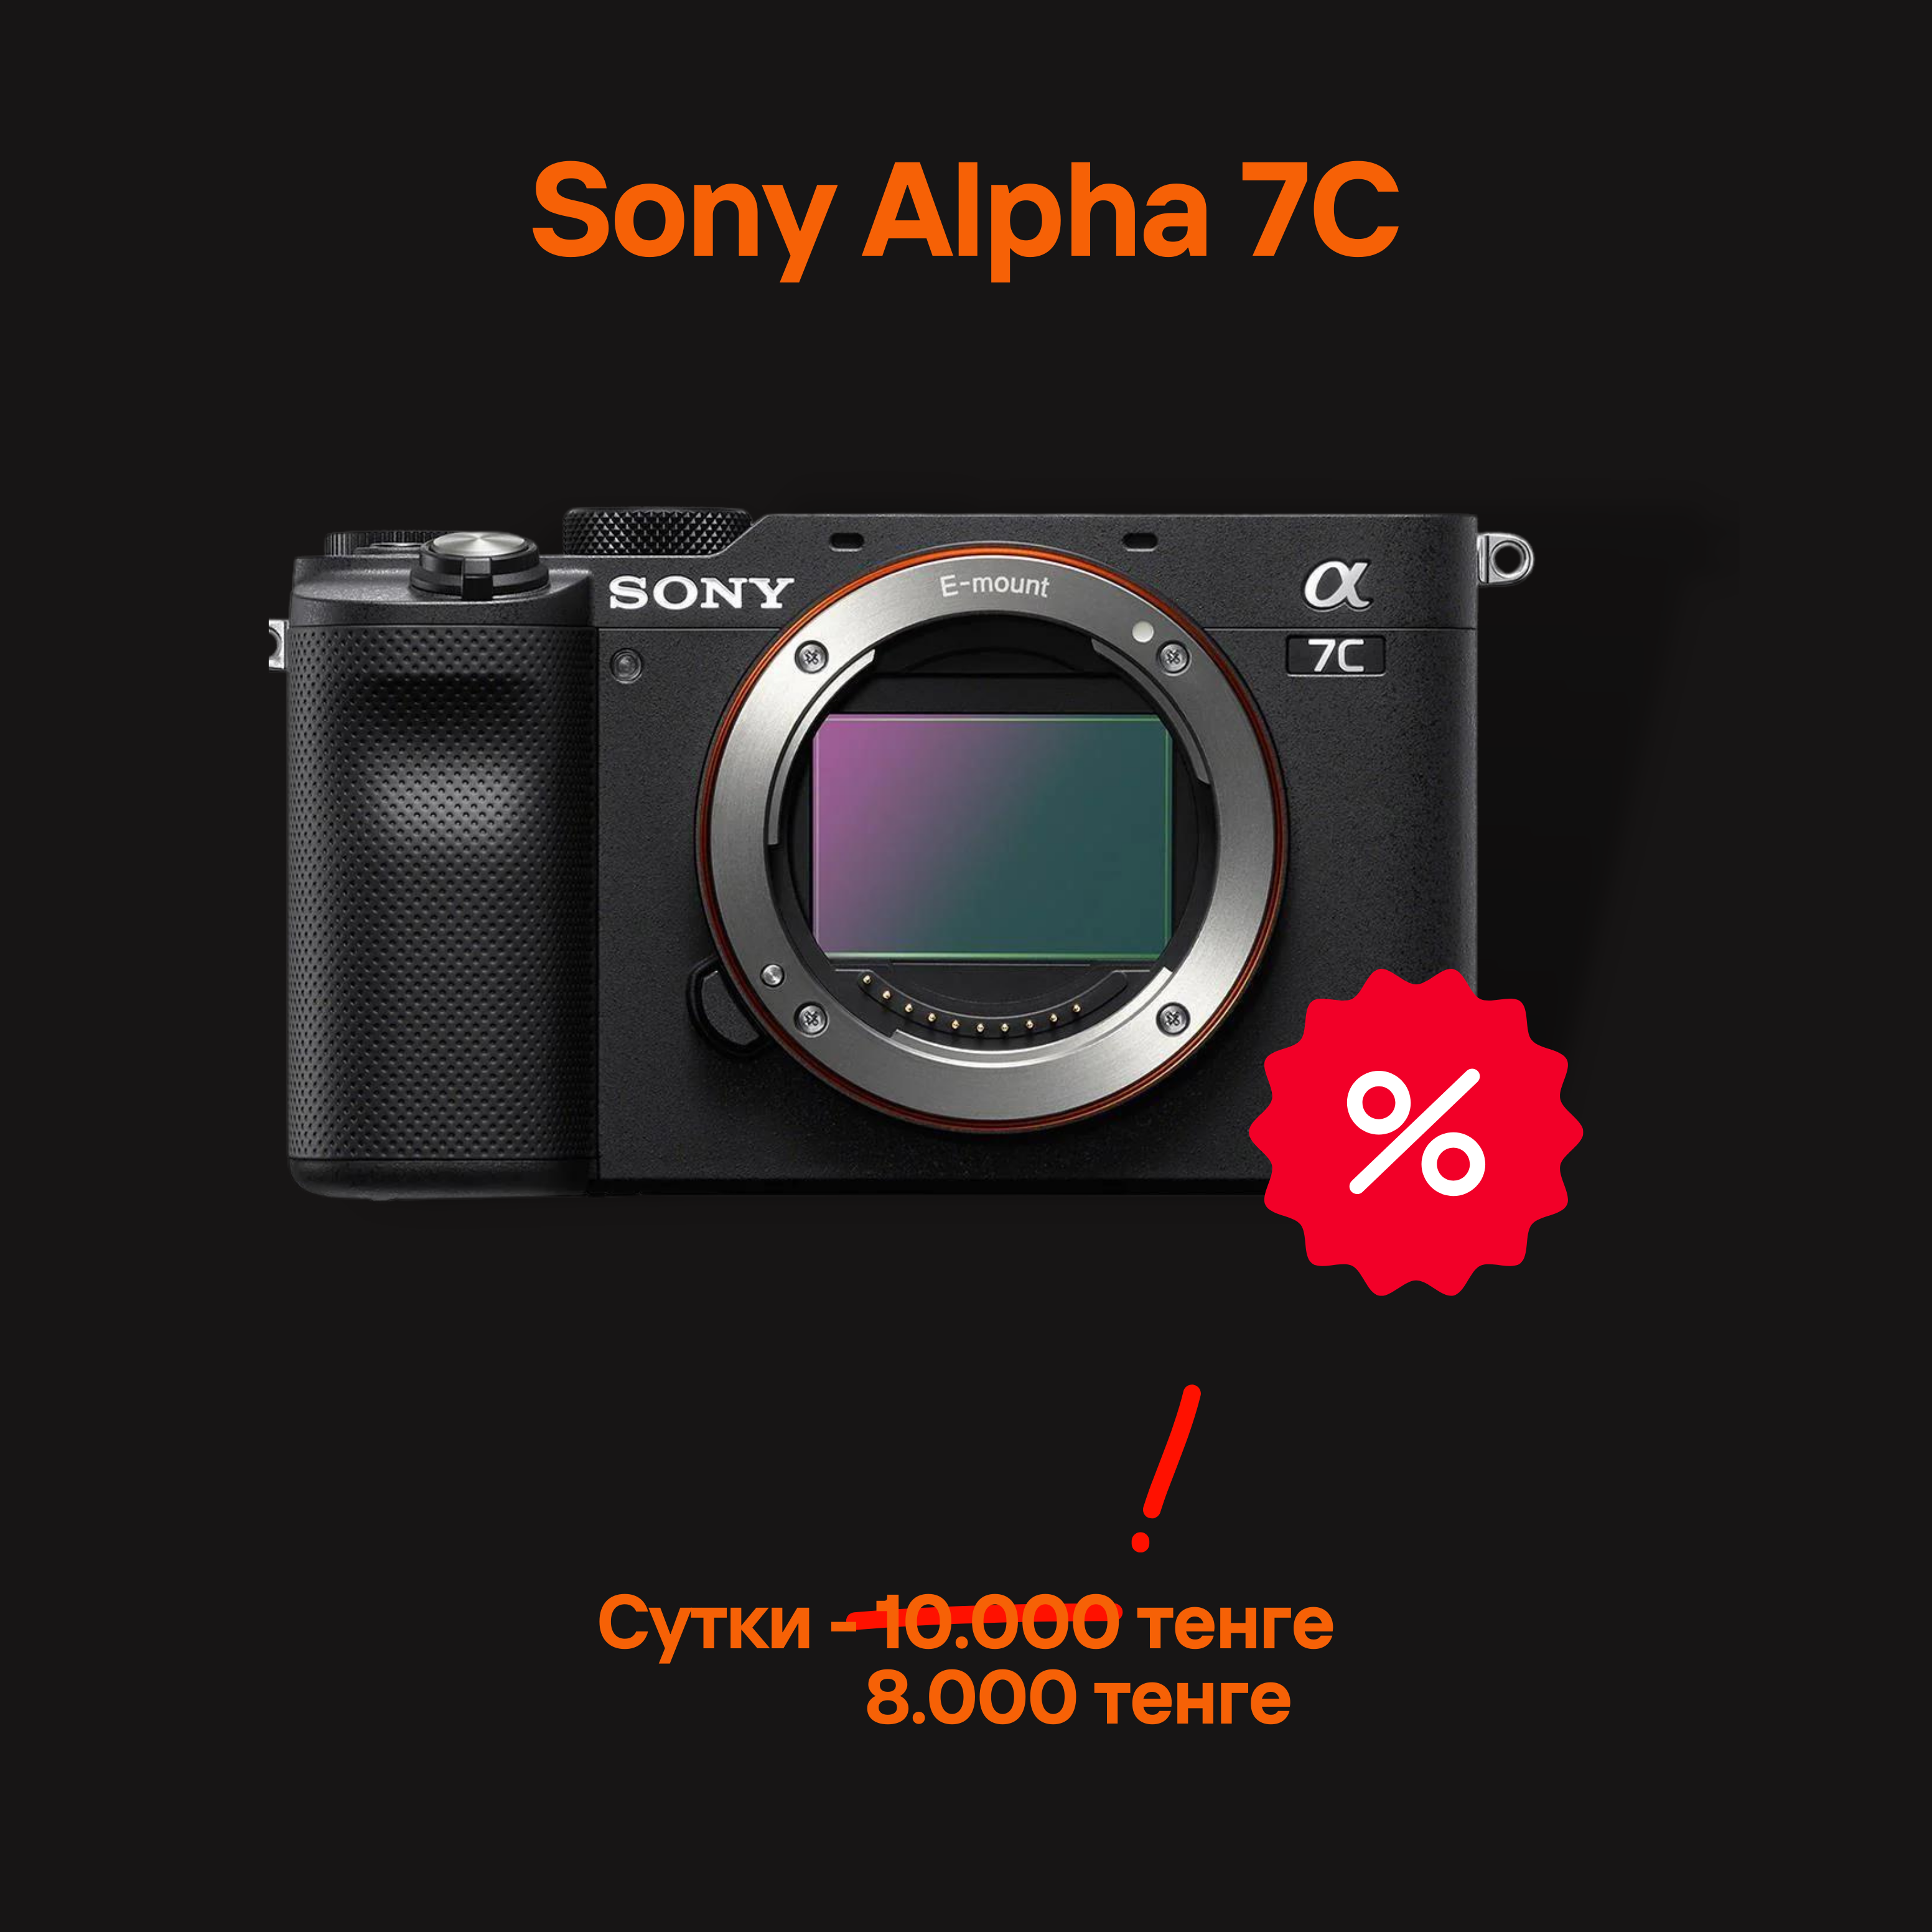 Sony Alpha 7C
SONY
E-mount
α
7C
%
!
Сутки - 10.000 тенге
8.000 тенге